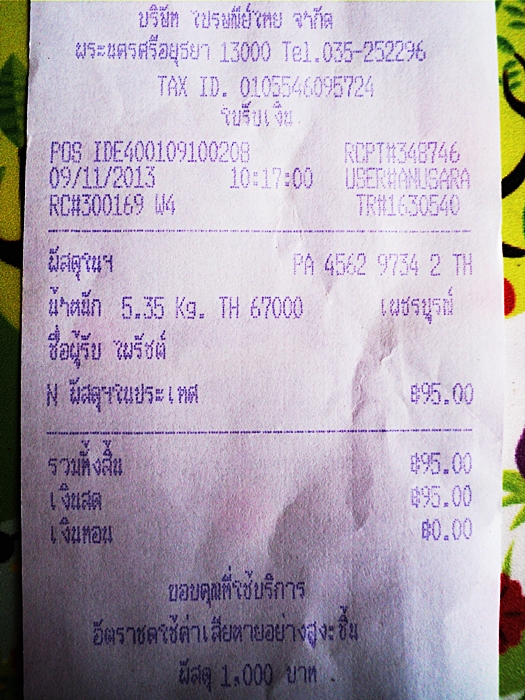 บริษัท ไปรษณีย์ไทย จำกัด
พระนครศรีอยุธยา 13000 Tel.035-252296
TAX ID. 0105546095724
ใบรับเงิน
POS IDE400109100208 RCPT#348746
09/11/2013 10:17:00 USER#ANUSARA
RC#300169 W4 TR#1630540
พัสดุในฯ PA 4562 9734 2 TH
น้ำหนัก 5.35 Kg. TH 67000 เพชรบูรณ์
ชื่อผู้รับ ไพรัชต์
N พัสดุฯในประเทศ ฿95.00
รวมทั้งสิ้น ฿95.00
เงินสด ฿95.00
เงินทอน ฿0.00
ขอบคุณที่ใช้บริการ
อัตราชดใช้ค่าเสียหายอย่างสูงะชิ้น
พัสดุ 1,000 บาท .